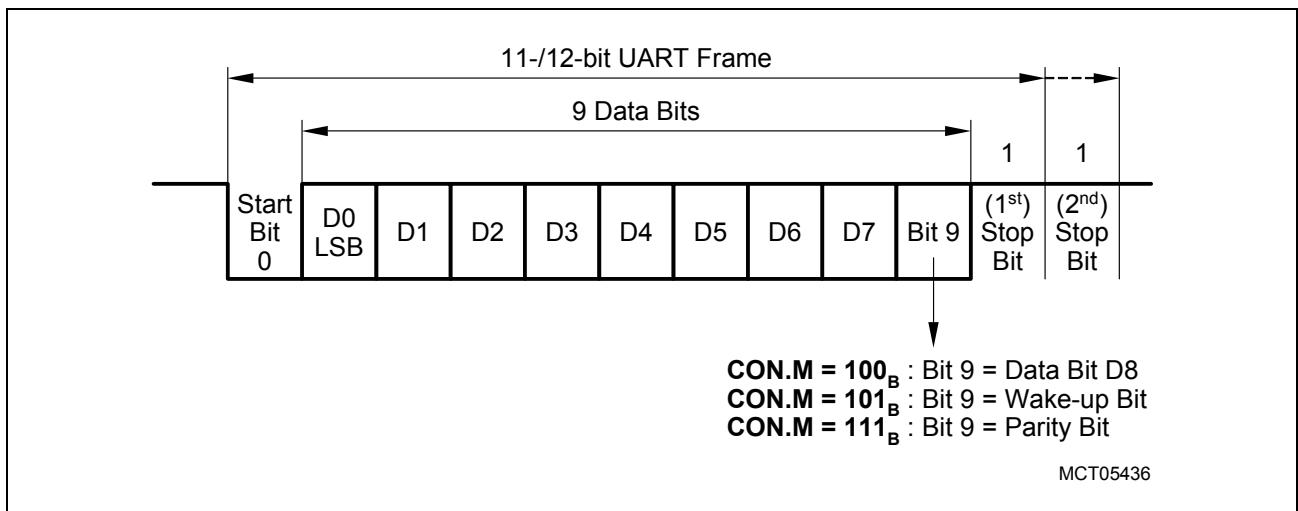 11-/12-bit UART Frame
9 Data Bits
1 1
Start Bit 0
D0 LSB
D1
D2
D3
D4
D5
D6
D7
Bit 9
(1st) Stop Bit
(2nd) Stop Bit
CON.M = 100B : Bit 9 = Data Bit D8
CON.M = 101B : Bit 9 = Wake-up Bit
CON.M = 111B : Bit 9 = Parity Bit
MCT05436